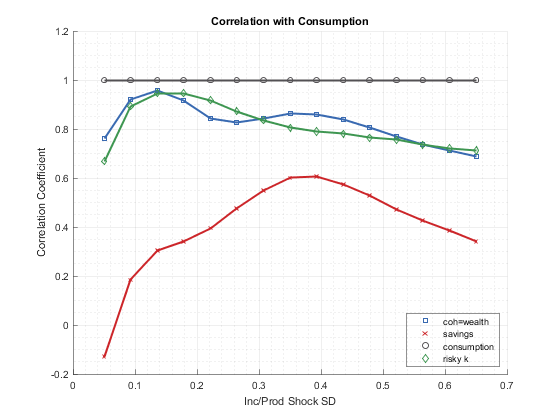 Correlation with Consumption
1.2
1
0.8
0.6
0.4
0.2
0
-0.2
Correlation Coefficient
0
0.1
0.2
0.3
0.4
0.5
0.6
0.7
Inc/Prod Shock SD
coh=wealth
savings
consumption
risky k